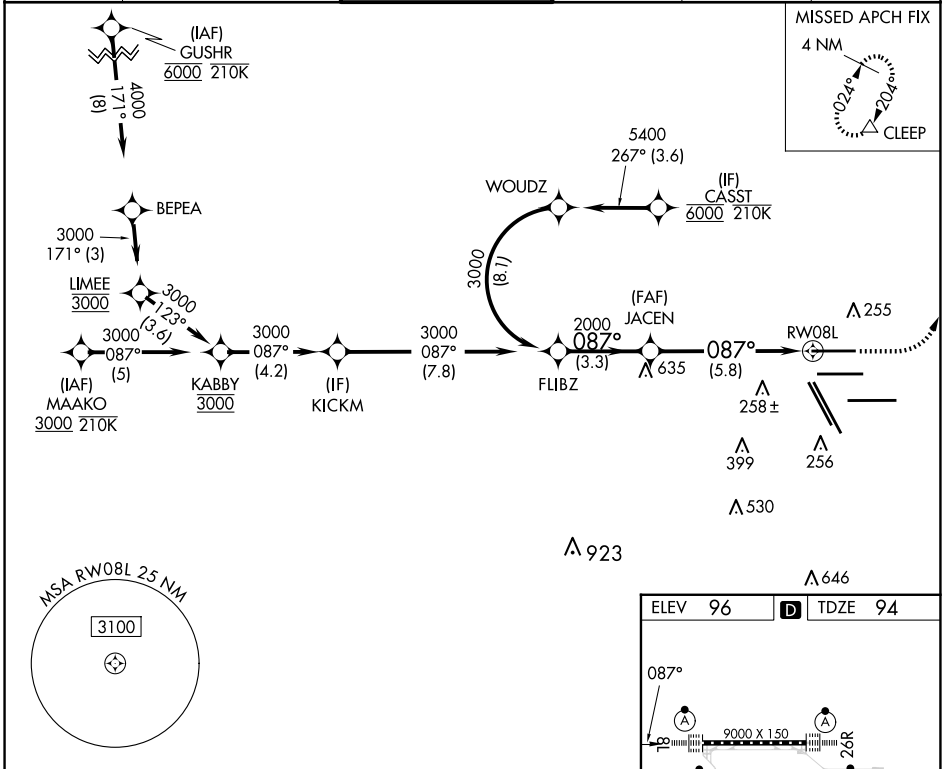 MISSED APCH FIX
4 NM
024°
204°
CLEEP
(IAF)
GUSHR
6000 210K
4000
171°
(8)
BEPEA
3000
171° (3)
LIMEE
3000
3000
123°
(3.6)
5400
267° (3.6)
WOUDZ
(IF)
CASST
6000 210K
3000
(8.1)
(FAF)
JACEN
255
RW08L
3000
087°
(5)
3000
087°
(4.2)
3000
087°
(7.8)
2000
087°
(3.3)
087°
(5.8)
(IAF)
MAAKO
3000 210K
KABBY
3000
(IF)
KICKM
FLIBZ
635
258±
399
256
530
923
646
MSA RW08L 25 NM
3100
ELEV 96
D
TDZE 94
087°
A
A
8L
9000 X 150
26R